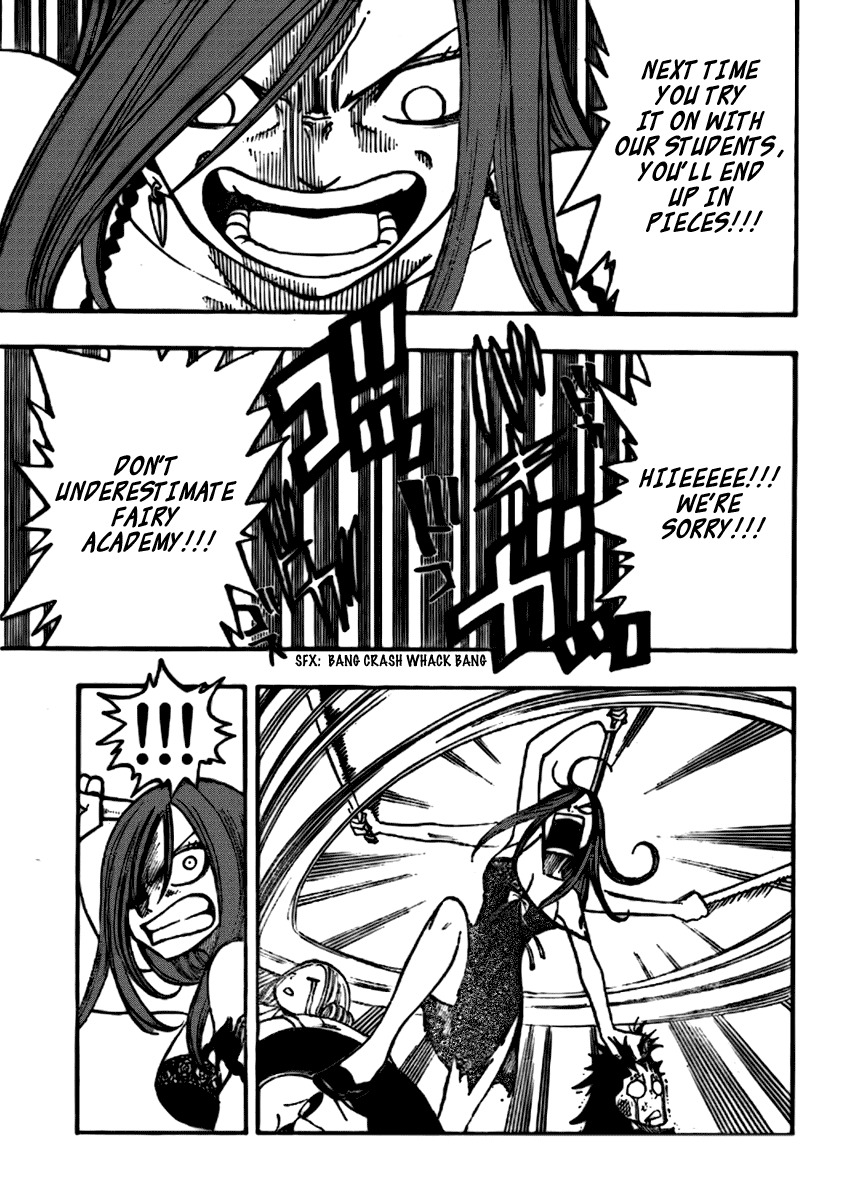 NEXT TIME
YOU TRY
IT ON WITH
OUR STUDENTS,
YOU'LL END
UP IN
PIECES!!!
HIIEEEEE!!!
WE'RE
SORRY!!!
DON'T
UNDERESTIMATE
FAIRY
ACADEMY!!!
SFX: BANG CRASH WHACK BANG
!!!